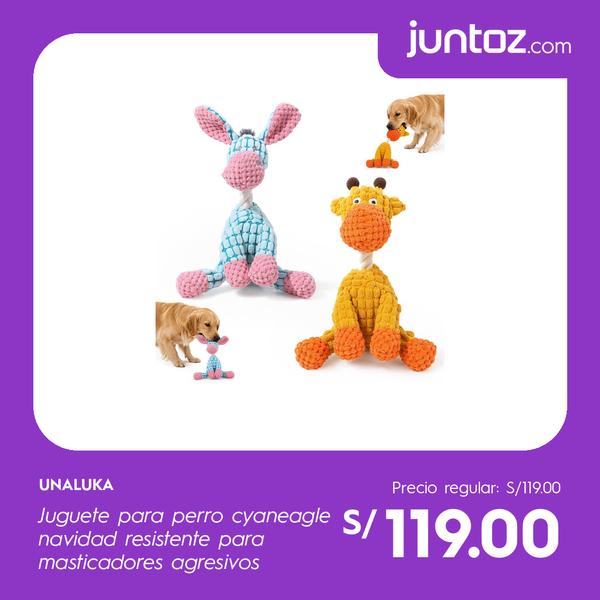 juntoz.com
UNALUKA
Juguete para perro cyaneagle
navidad resistente para
masticadores agresivos
Precio regular: S/119.00
S/119.00